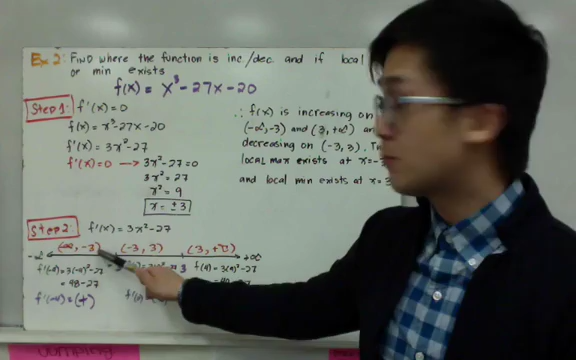 Ex 2: FIND where the function is inc/dec and if local
or min exists
f(x) = x³-27x-20
Step 1: f'(x)=0
f(x)=x³-27x-20
f'(x)=3x²-27
f'(x)=0 → 3x²-27=0
3x²=27
x²=9
x=±3
∴ f(x) is increasing on
(-∞,-3) and (3,+∞)
decreasing on (-3,3).
local max exists at x=-
and local min exists at x=3
Step 2: f'(x)=3x²-27
(-∞,-3) (-3,3) (3,+∞)
-∞ 3 +∞
f'(-4)=3(-4)²-27 f'(4)=3(4)²-27
=48-27
f'(-4)=(+)